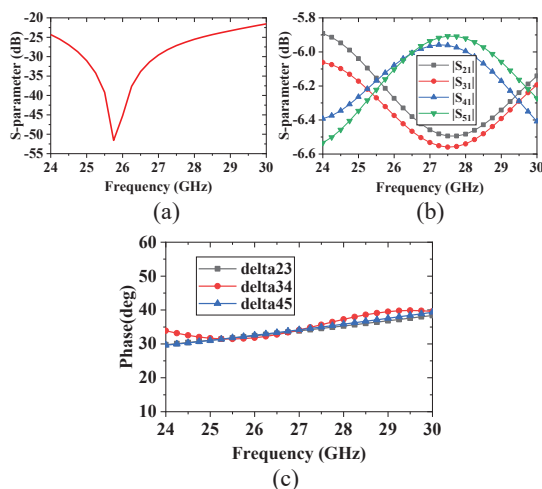 -20
-25
-30
-35
-40
-45
-50
-55
S-parameter (dB)
24 25 26 27 28 29 30
Frequency (GHz)
(a)
-5.8
-6.0
-6.2
-6.4
-6.6
S-parameter (dB)
|S21|
|S31|
|S41|
|S51|
24 26 28 30
Frequency (GHz)
(b)
60
50
40
30
20
10
Phase(deg)
delta23
delta34
delta45
24 25 26 27 28 29 30
Frequency (GHz)
(c)